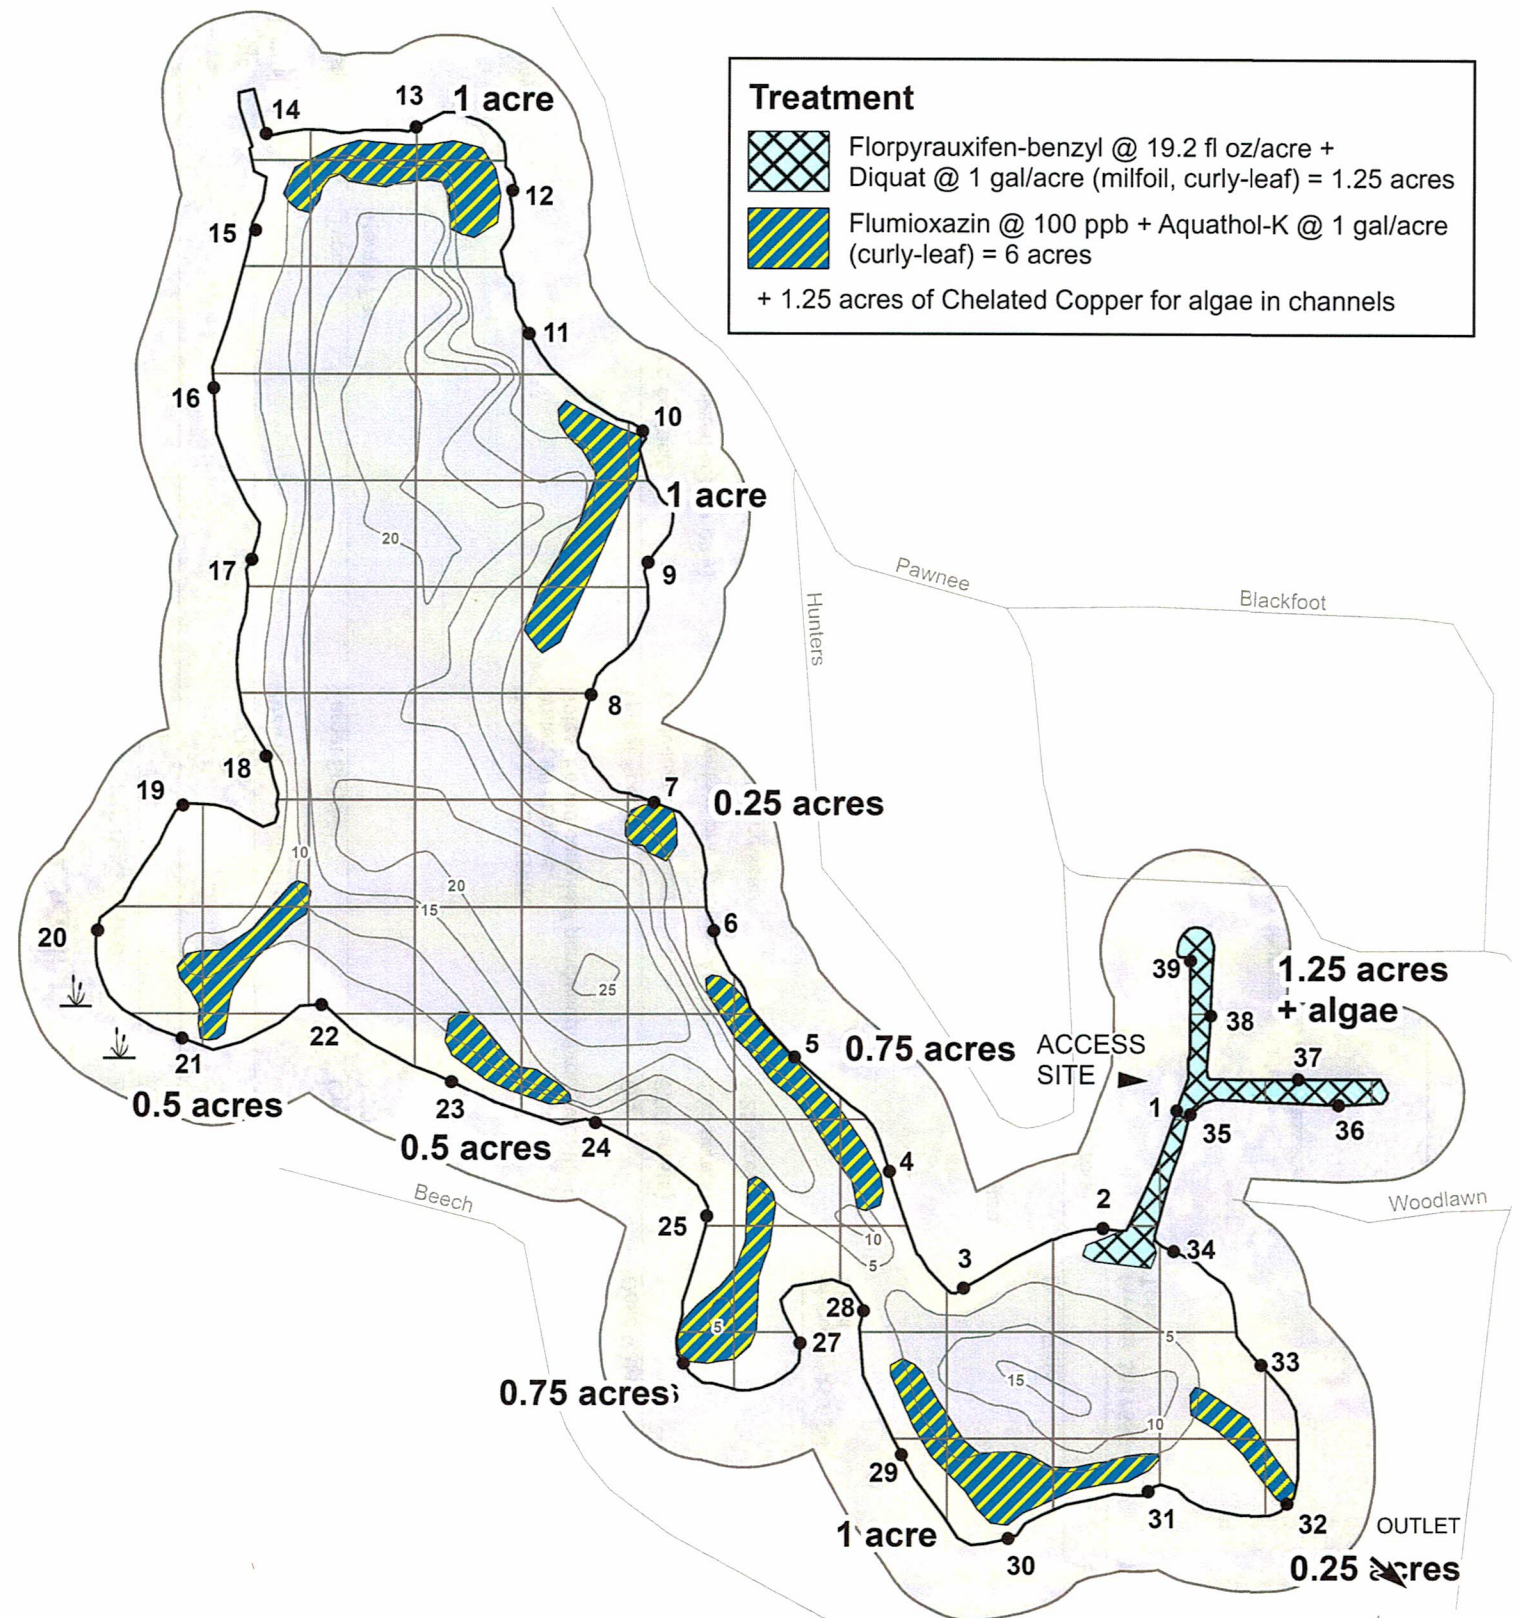 Treatment
Florpyrauxifen-benzyl @ 19.2 fl oz/acre +
Diquat @ 1 gal/acre (milfoil, curly-leaf) = 1.25 acres
Flumioxazin @ 100 ppb + Aquathol-K @ 1 gal/acre
(curly-leaf) = 6 acres
+ 1.25 acres of Chelated Copper for algae in channels
13
1 acre
14
12
15
11
16
10
1 acre
20
17
9
Pawnee
Blackfoot
Hunters
8
18
19
7
0.25 acres
10
20
15
20
6
25
39
1.25 acres
+ algae
38
22
21
5
0.75 acres
ACCESS
SITE
37
0.5 acres
23
1
35
36
0.5 acres
24
4
Beech
Woodlawn
25
2
10
34
5
3
28
5
27
5
33
15
0.75 acres
10
29
31
32
1 acre
30
OUTLET
0.25 acres